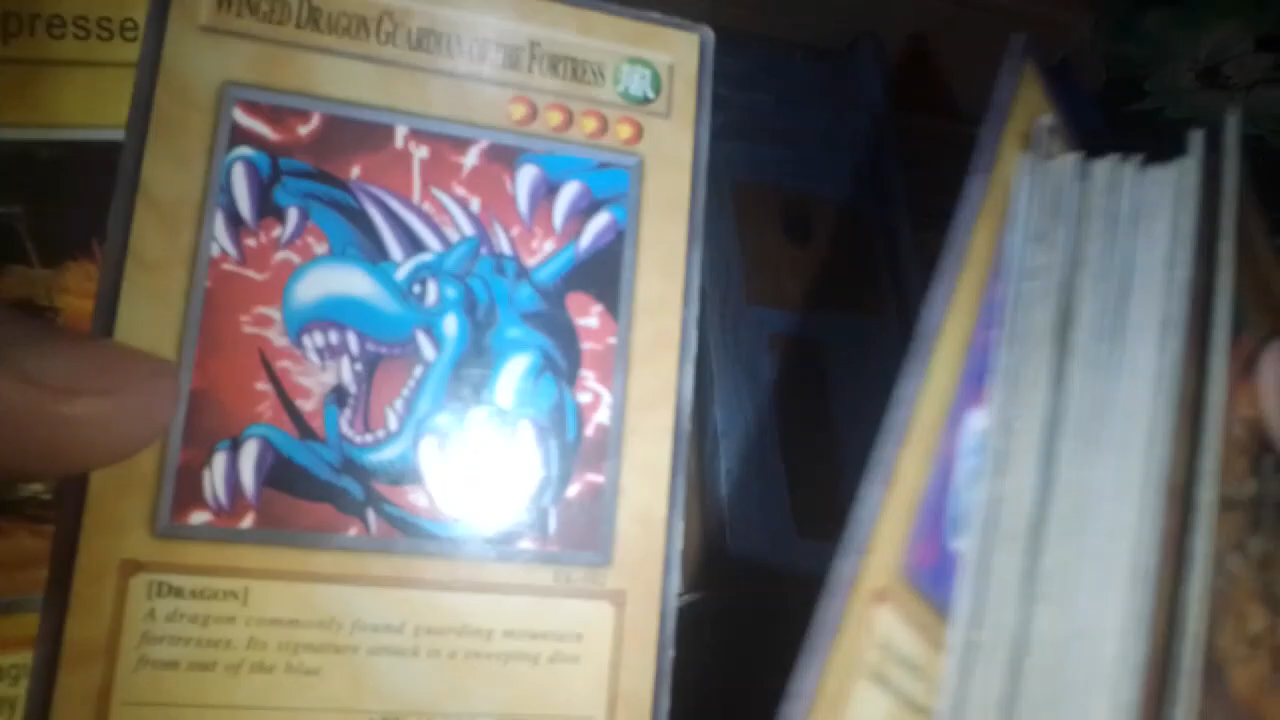 presse
WINGED DRAGON GUARDIAN OF THE FORTRESS
風
[DRAGON]
A dragon commonly found guarding mountain
fortresses. Its signature attack is a sweeping dive
from out of the blue.